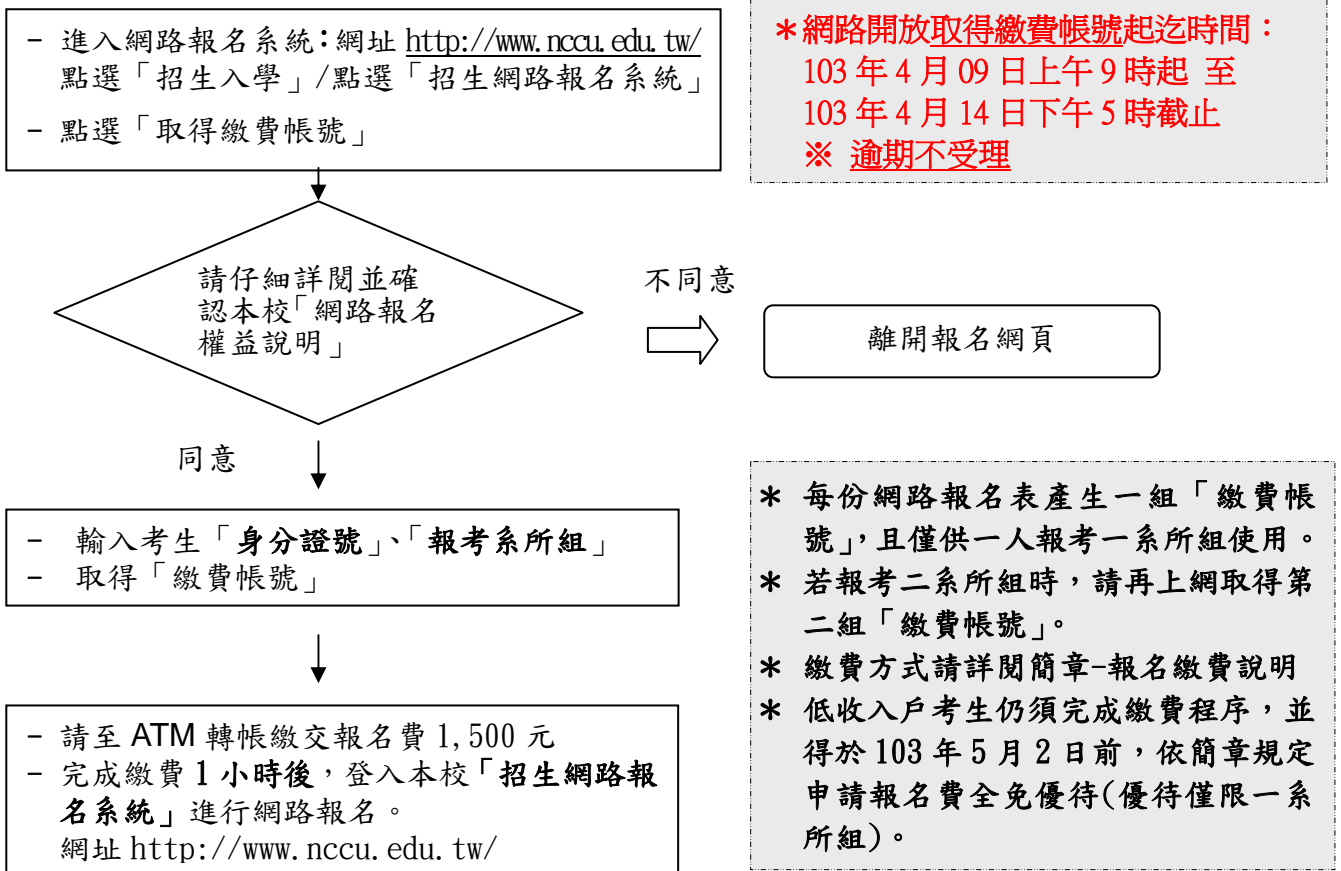 - 進入網路報名系統：網址 http://www.nccu.edu.tw/
點選「招生入學」/點選「招生網路報名系統」
- 點選「取得繳費帳號」
＊網路開放取得繳費帳號起迄時間：
103 年 4 月 09 日上午 9 時起 至
103 年 4 月 14 日下午 5 時截止
※ 逾期不受理
請仔細詳閱並確
認本校「網路報名
權益說明」
不同意
離開報名網頁
同意
- 輸入考生「身分證號」、「報考系所組」
- 取得「繳費帳號」
- 請至 ATM 轉帳繳交報名費 1,500 元
- 完成繳費 1 小時後，登入本校「招生網路報
名系統」進行網路報名。
網址 http://www.nccu.edu.tw/
＊ 每份網路報名表產生一組「繳費帳
號」，且僅供一人報考一系所組使用。
＊ 若報考二系所組時，請再上網取得第
二組「繳費帳號」。
＊ 繳費方式請詳閱簡章-報名繳費說明
＊ 低收入戶考生仍須完成繳費程序，並
得於 103 年 5 月 2 日前，依簡章規定
申請報名費全免優待(優待僅限一系
所組)。